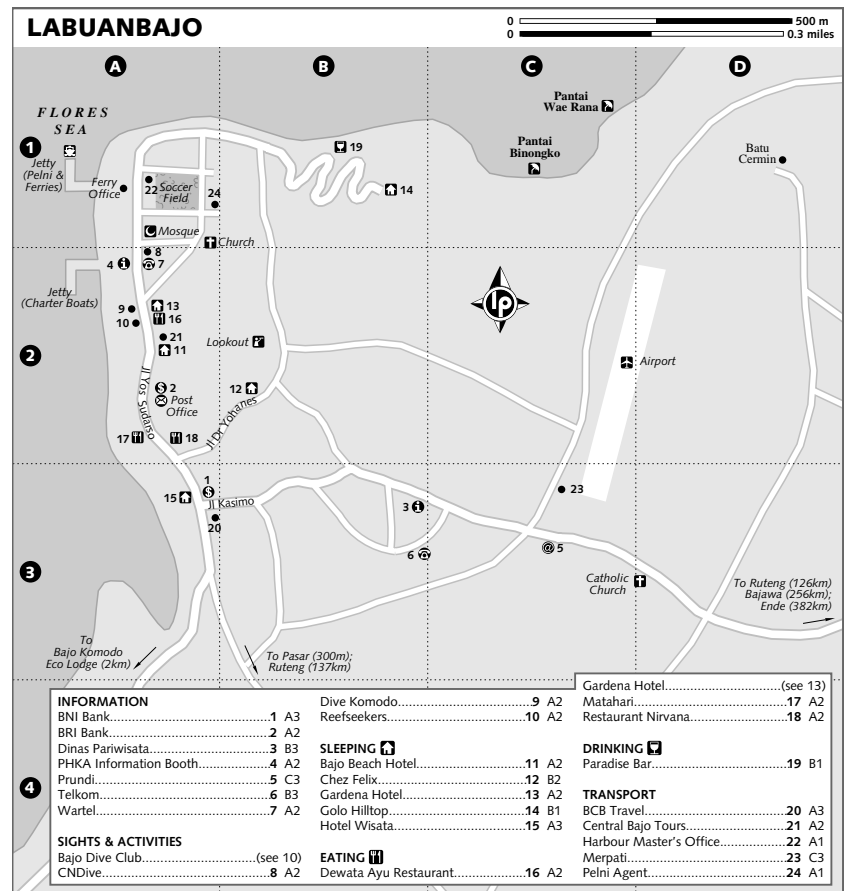 LABUANBAJO
0 500 m
0 0.3 miles
A B C D
FLORES
SEA
1
Jetty
(Pelni &
Ferries)
Ferry
Office
22
Soccer
Field
24
19
14
Pantai
Wae Rana
Pantai
Binongko
Batu
Cermin
Mosque
Church
8
4 7
Jetty
(Charter Boats)
9
10
13
16
21
11
Lookout
lp
Airport
2
Jl Yos Sudarso
2
Post
Office
12
Jl Dr Yohanes
17 18
1
15
Jl Kasimo
20
3
23
6
@ 5
3
Catholic
Church
To Ruteng (126km)
Bajawa (256km);
Ende (382km)
To
Bajo Komodo
Eco Lodge (2km)
To Pasar (300m);
Ruteng (137km)
4
INFORMATION
BNI Bank 1 A3
BRI Bank 2 A2
Dinas Pariwisata 3 B3
PHKA Information Booth 4 A2
Prundi 5 C3
Telkom 6 B3
Wartel 7 A2
SIGHTS & ACTIVITIES
Bajo Dive Club (see 10)
CNDive 8 A2
Dive Komodo 9 A2
Reefseekers 10 A2
SLEEPING
Bajo Beach Hotel 11 A2
Chez Felix 12 B2
Gardena Hotel 13 A2
Golo Hilltop 14 B1
Hotel Wisata 15 A3
EATING
Dewata Ayu Restaurant 16 A2
Gardena Hotel (see 13)
Matahari 17 A2
Restaurant Nirvana 18 A2
DRINKING
Paradise Bar 19 B1
TRANSPORT
BCB Travel 20 A3
Central Bajo Tours 21 A2
Harbour Master's Office 22 A1
Merpati 23 C3
Pelni Agent 24 A1